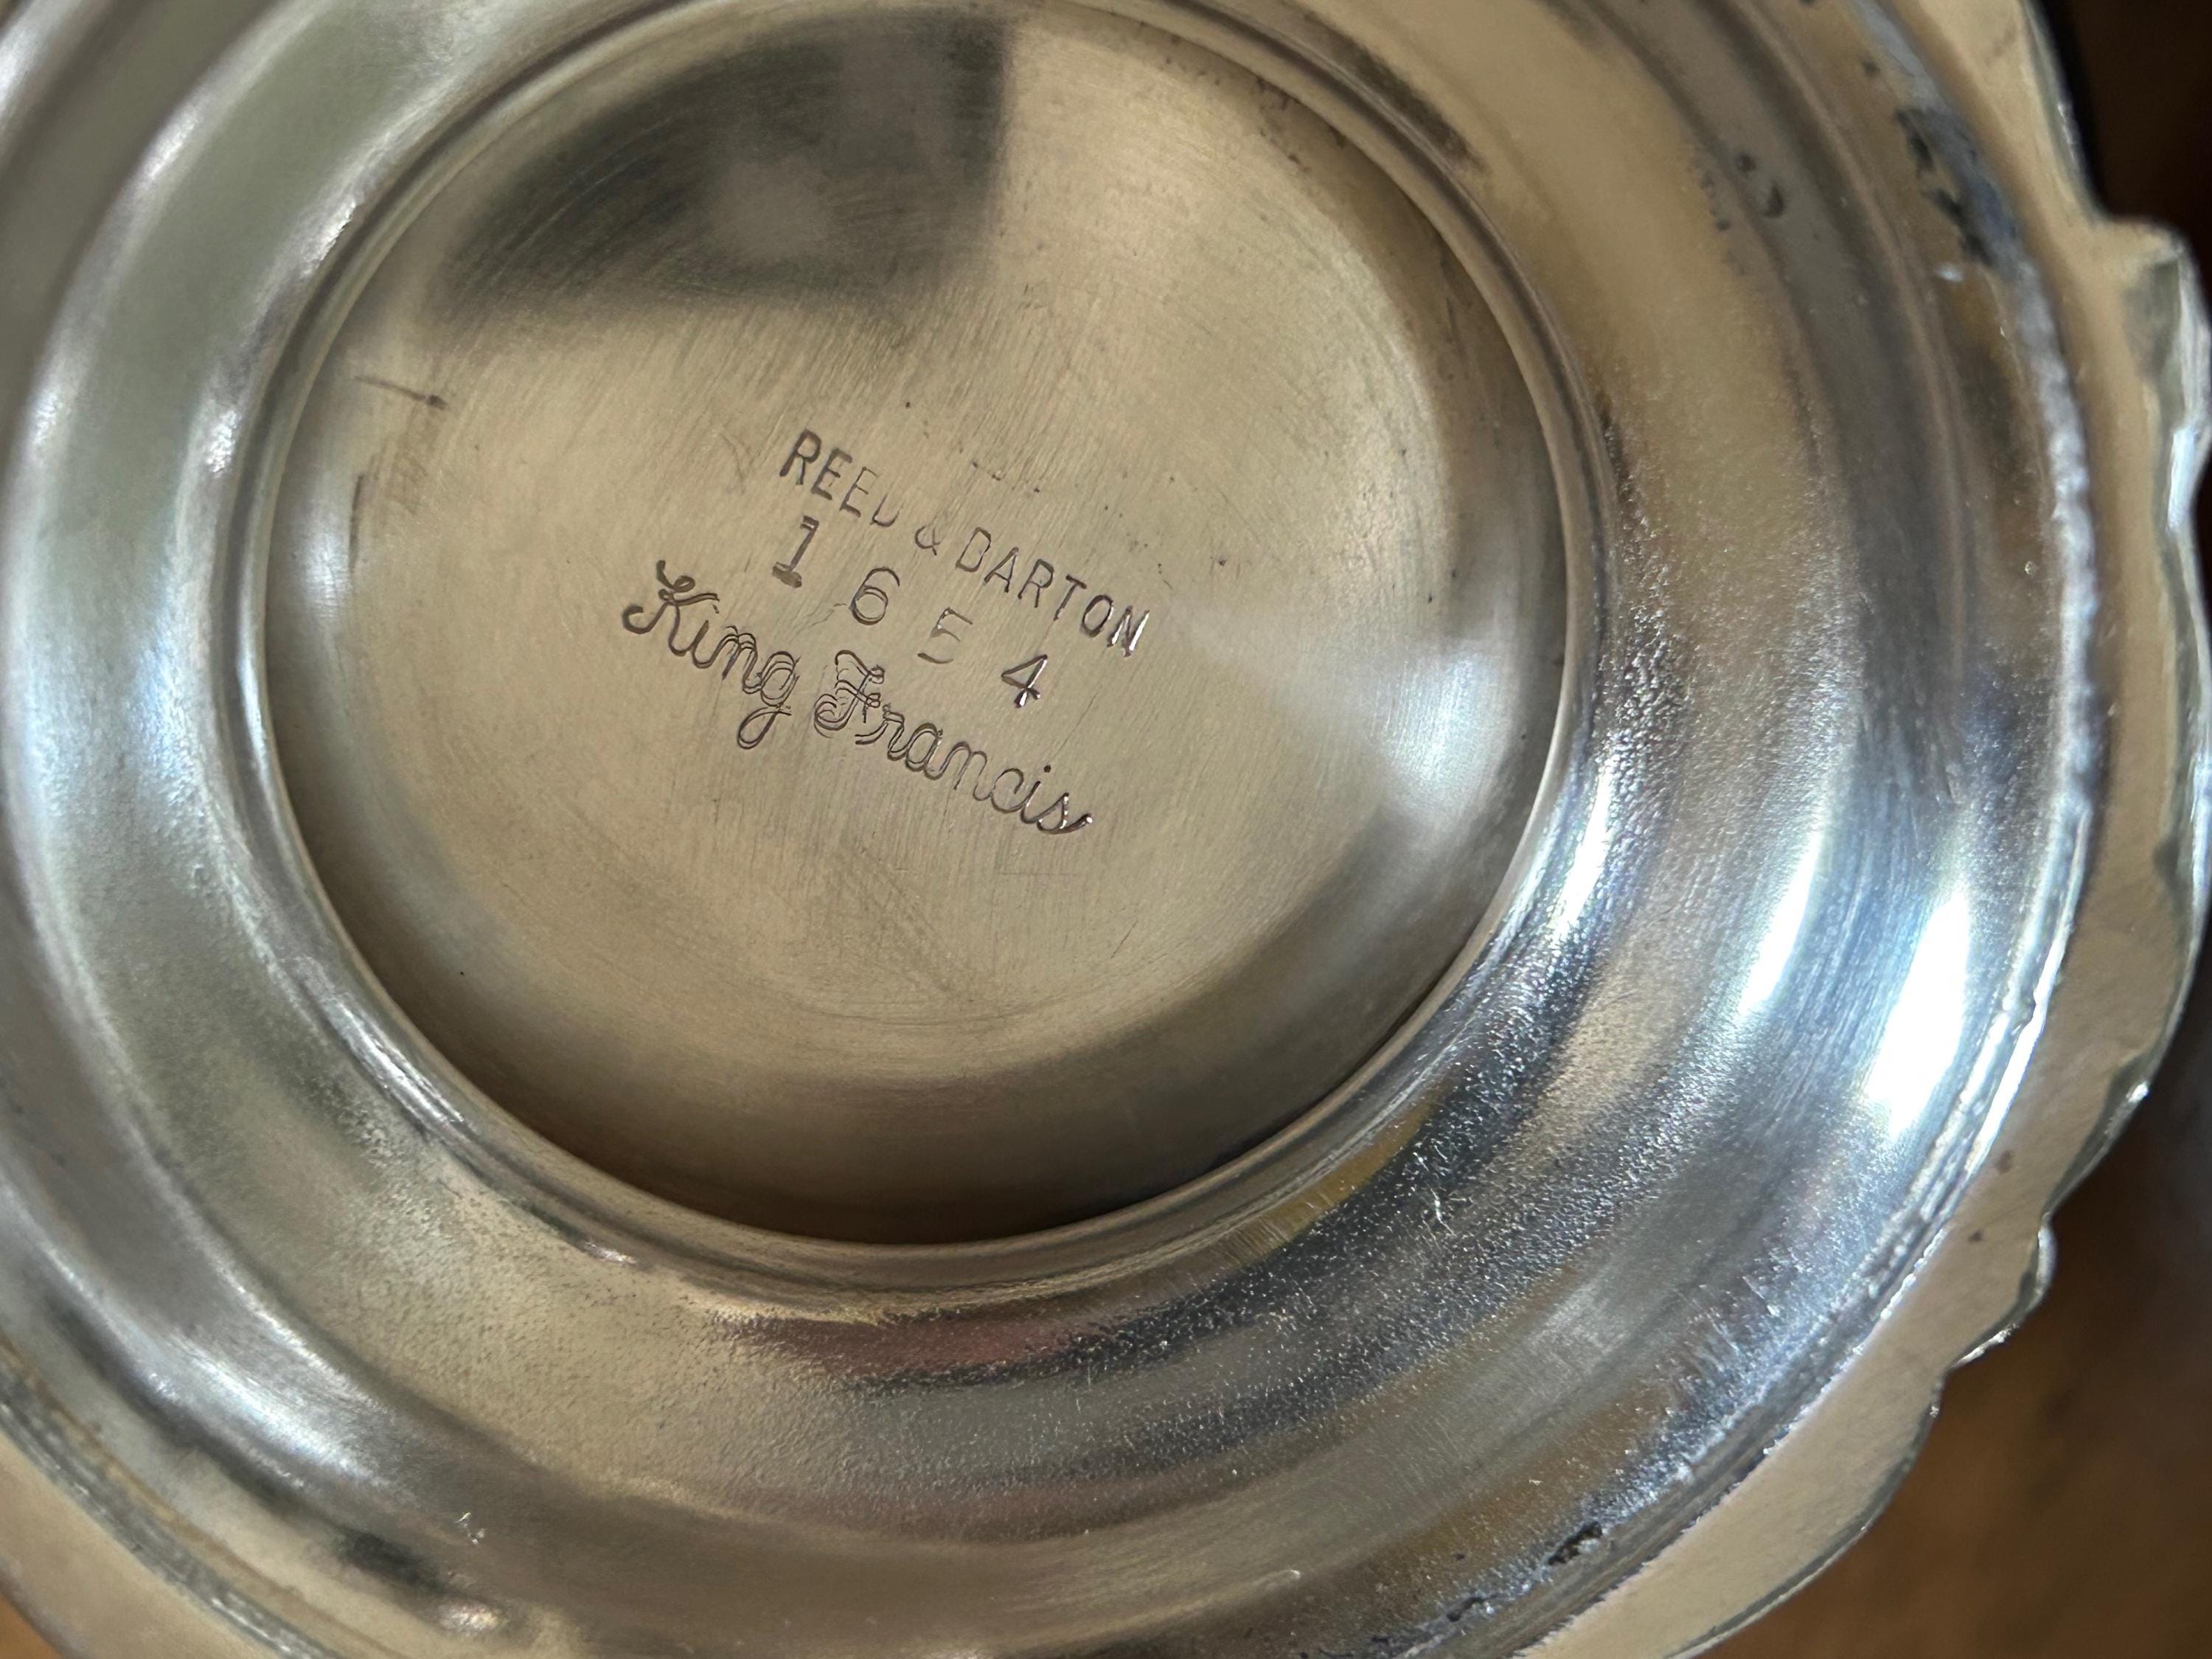 REED & BARTON
1654
King Francis